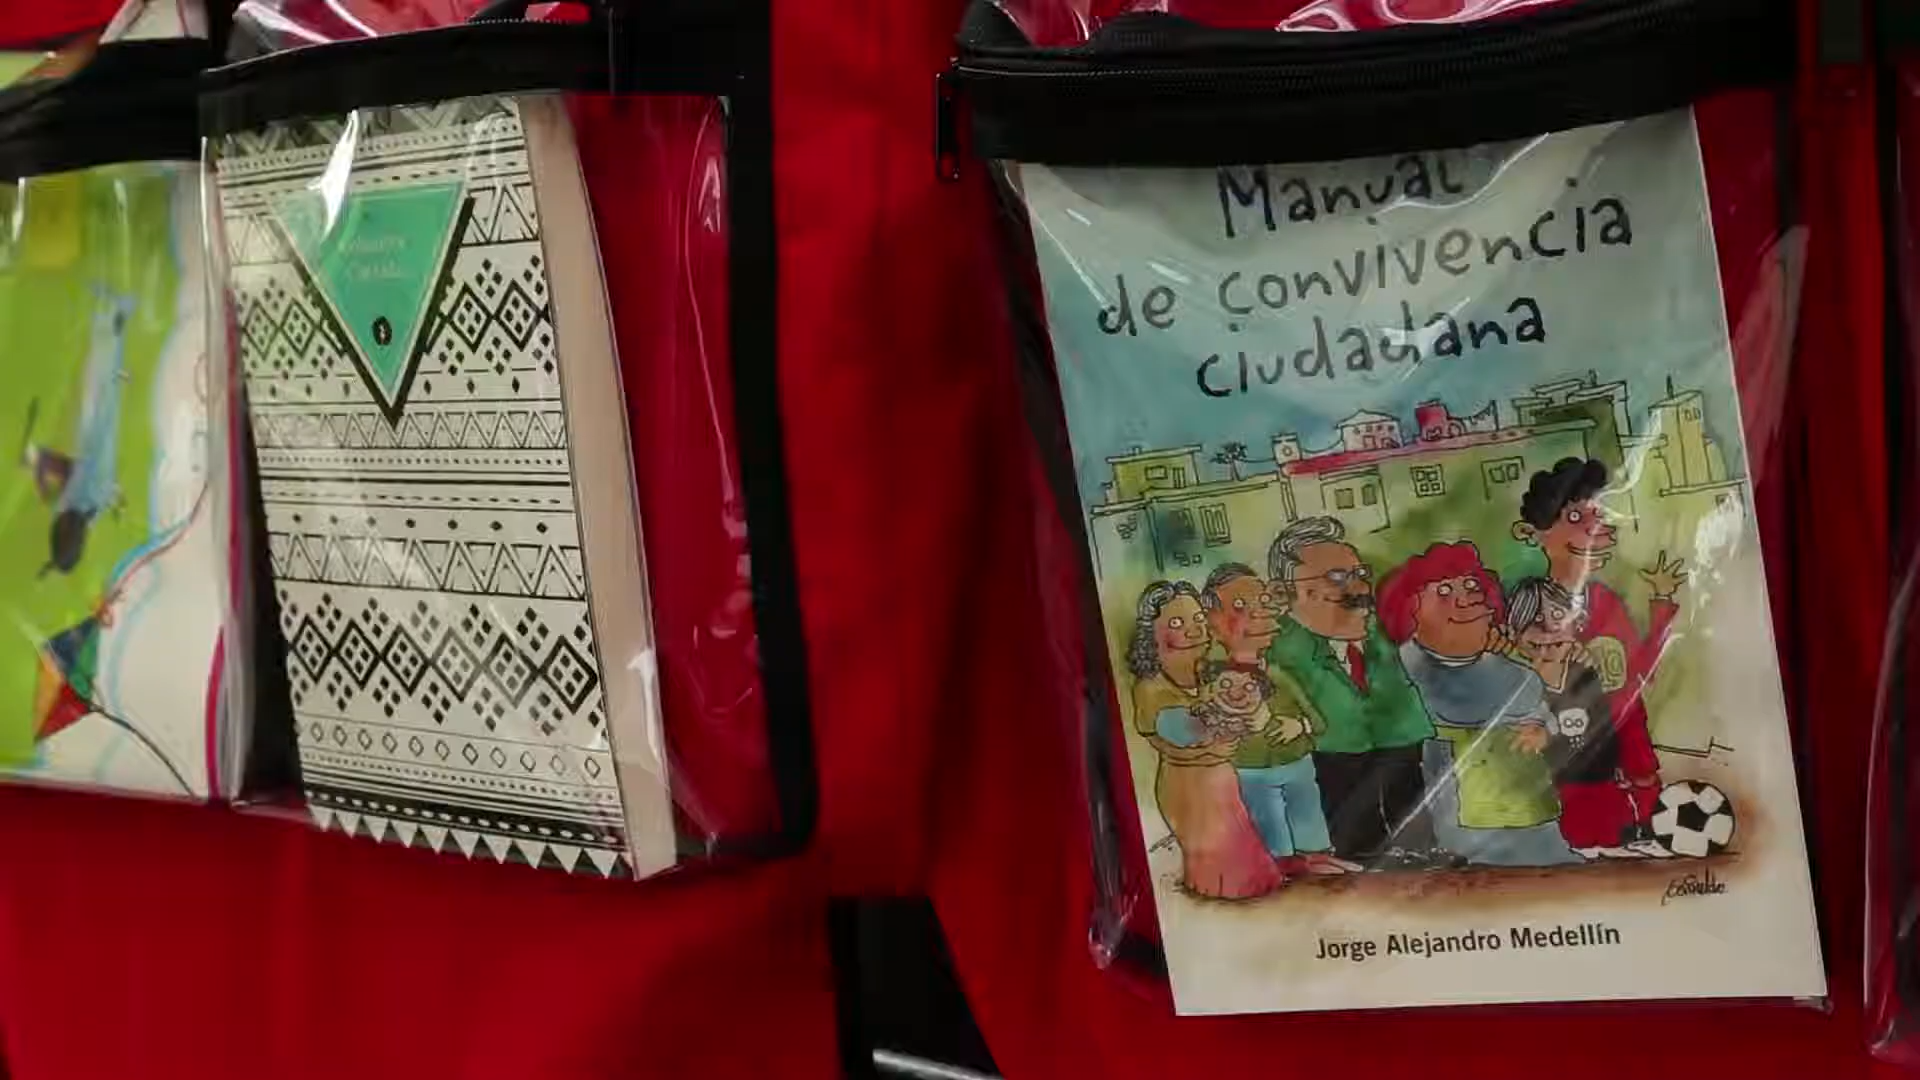 Manual
de convivencia
ciudadana
Jorge Alejandro Medellín